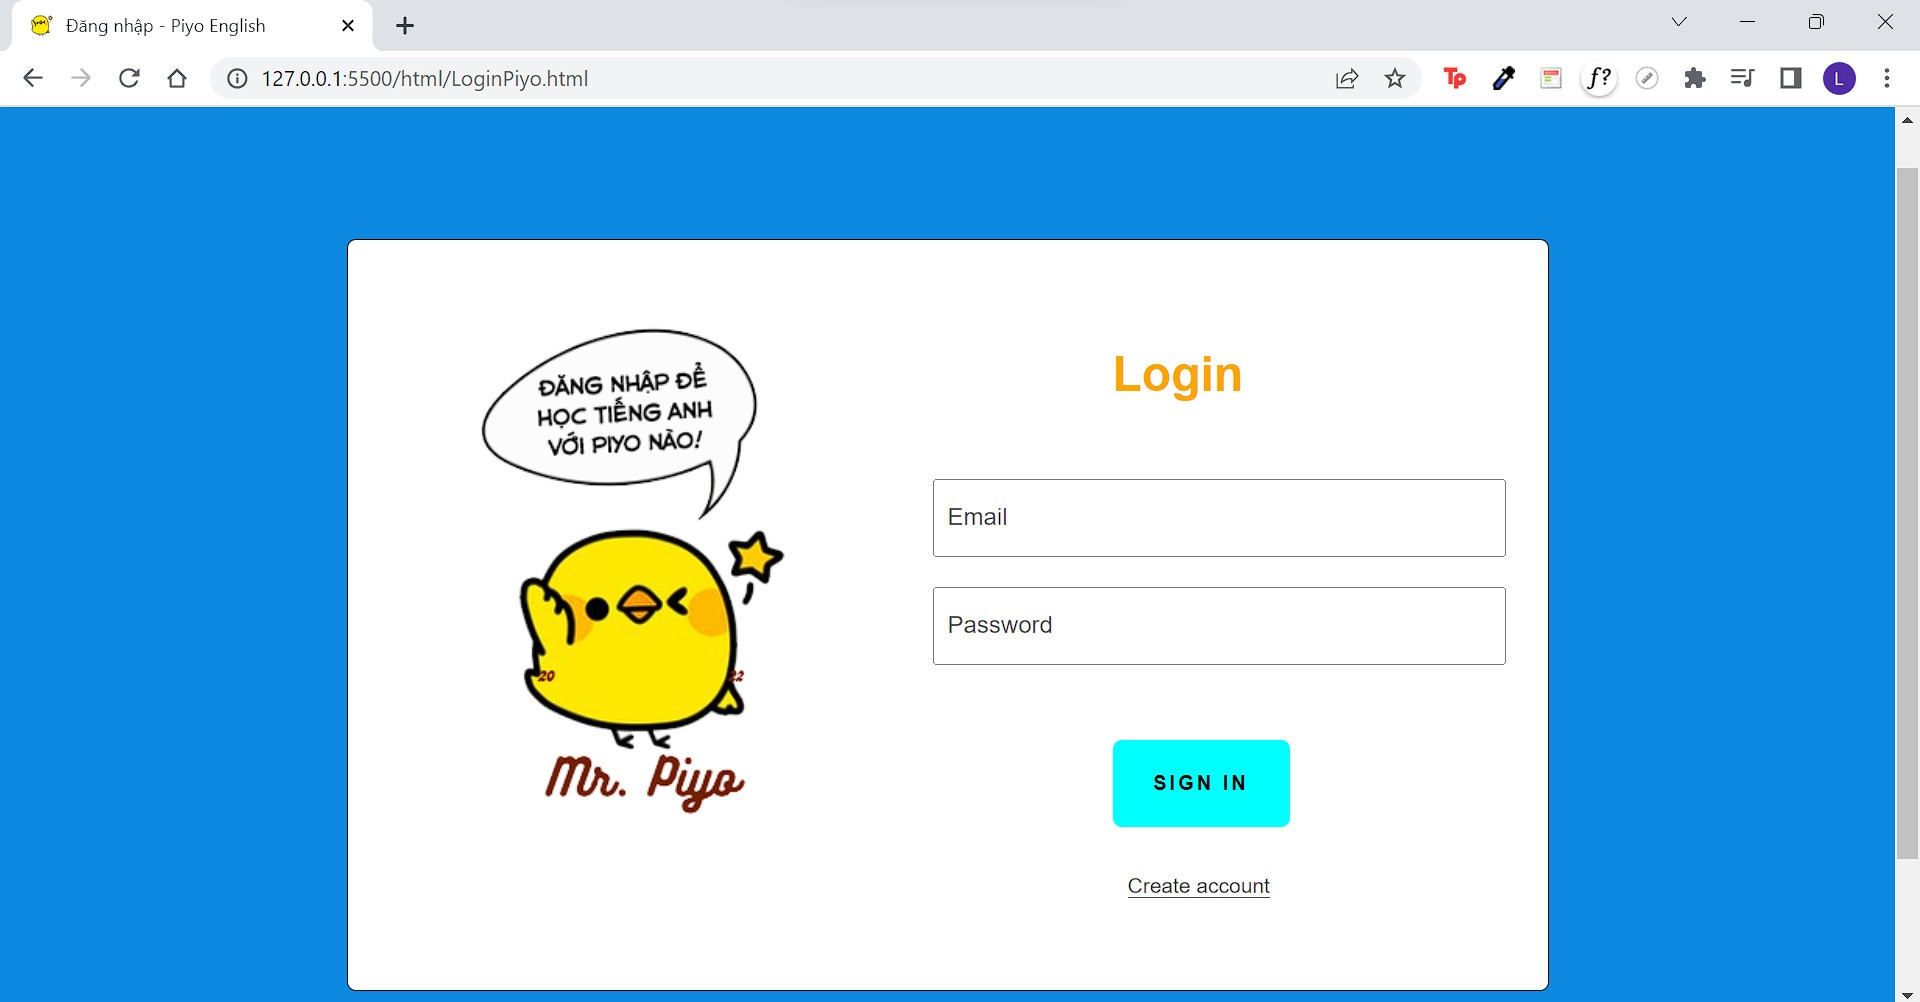 Đăng nhập - Piyo English
127.0.0.1:5500/html/LoginPiyo.html
Tp
f?
L
ĐĂNG NHẬP ĐỂ
HỌC TIẾNG ANH
VỚI PIYO NÀO!
20
22
Mr. Piyo
Login
Email
Password
SIGN IN
Create account